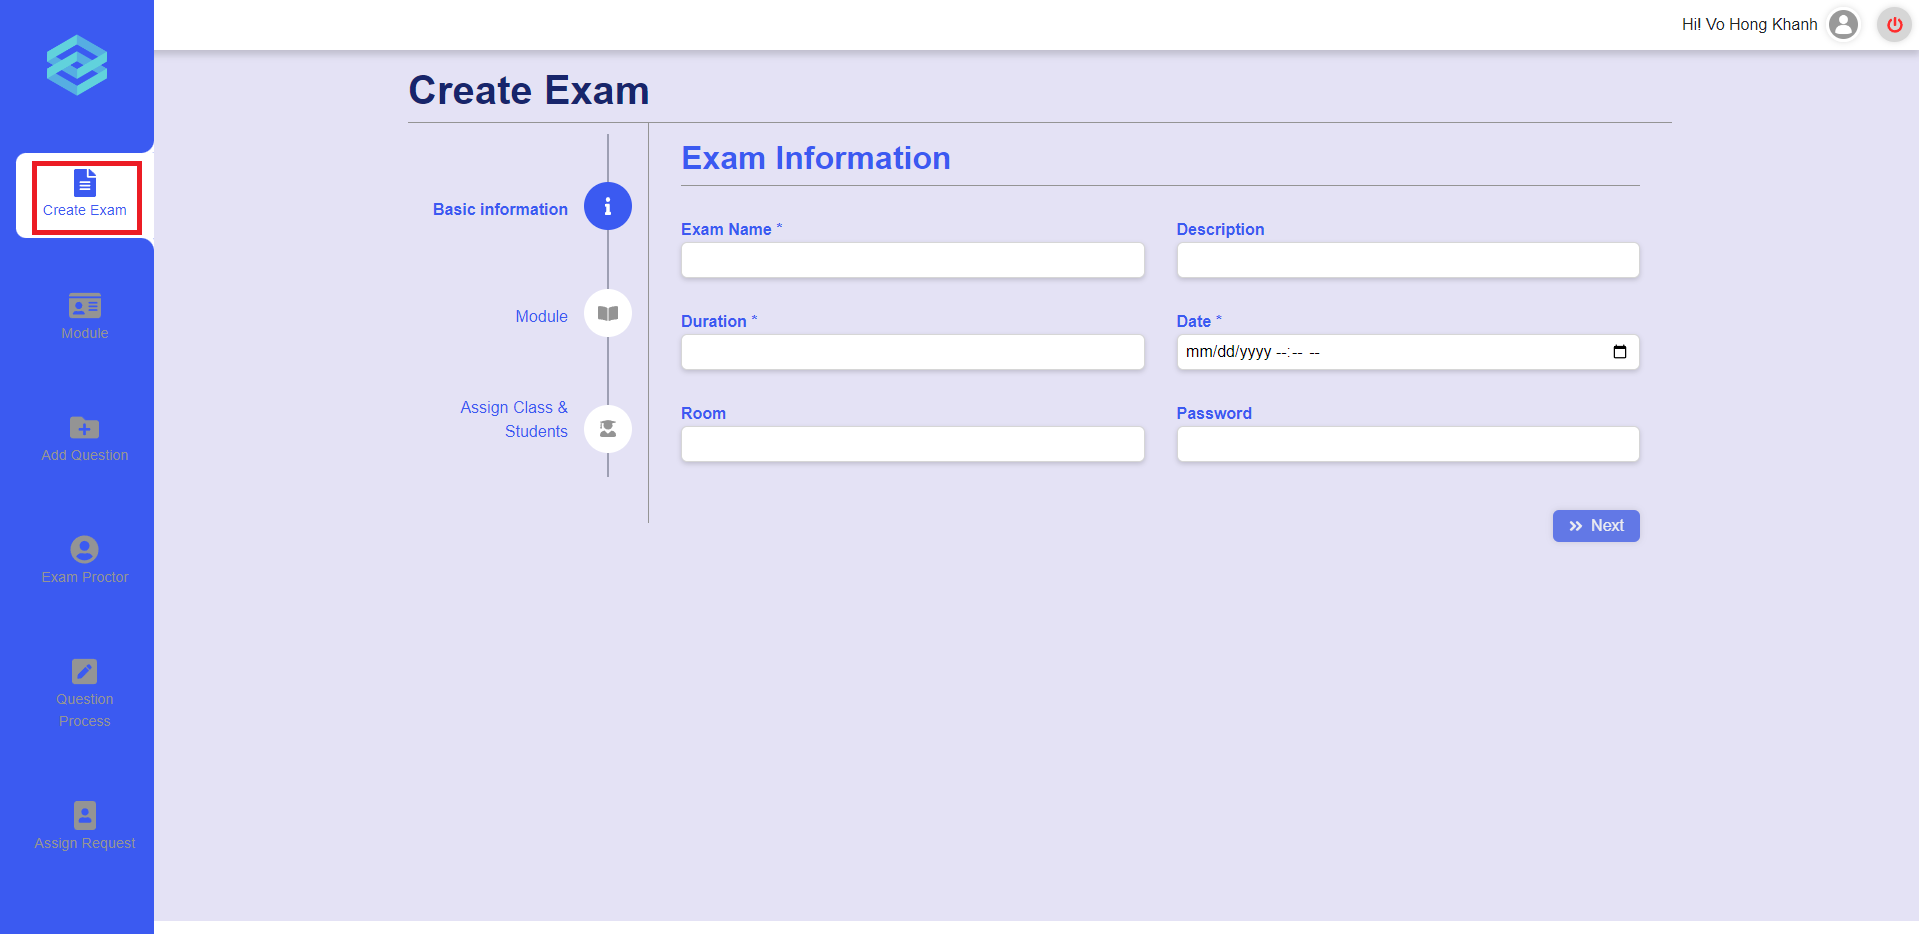 Hi! Vo Hong Khanh
Create Exam
Create Exam
Module
Add Question
Exam Proctor
Question
Process
Assign Request
Basic information
Module
Assign Class &
Students
Exam Information
Exam Name *
Description
Duration *
Date *
mm/dd/yyyy --:-- --
Room
Password
Next